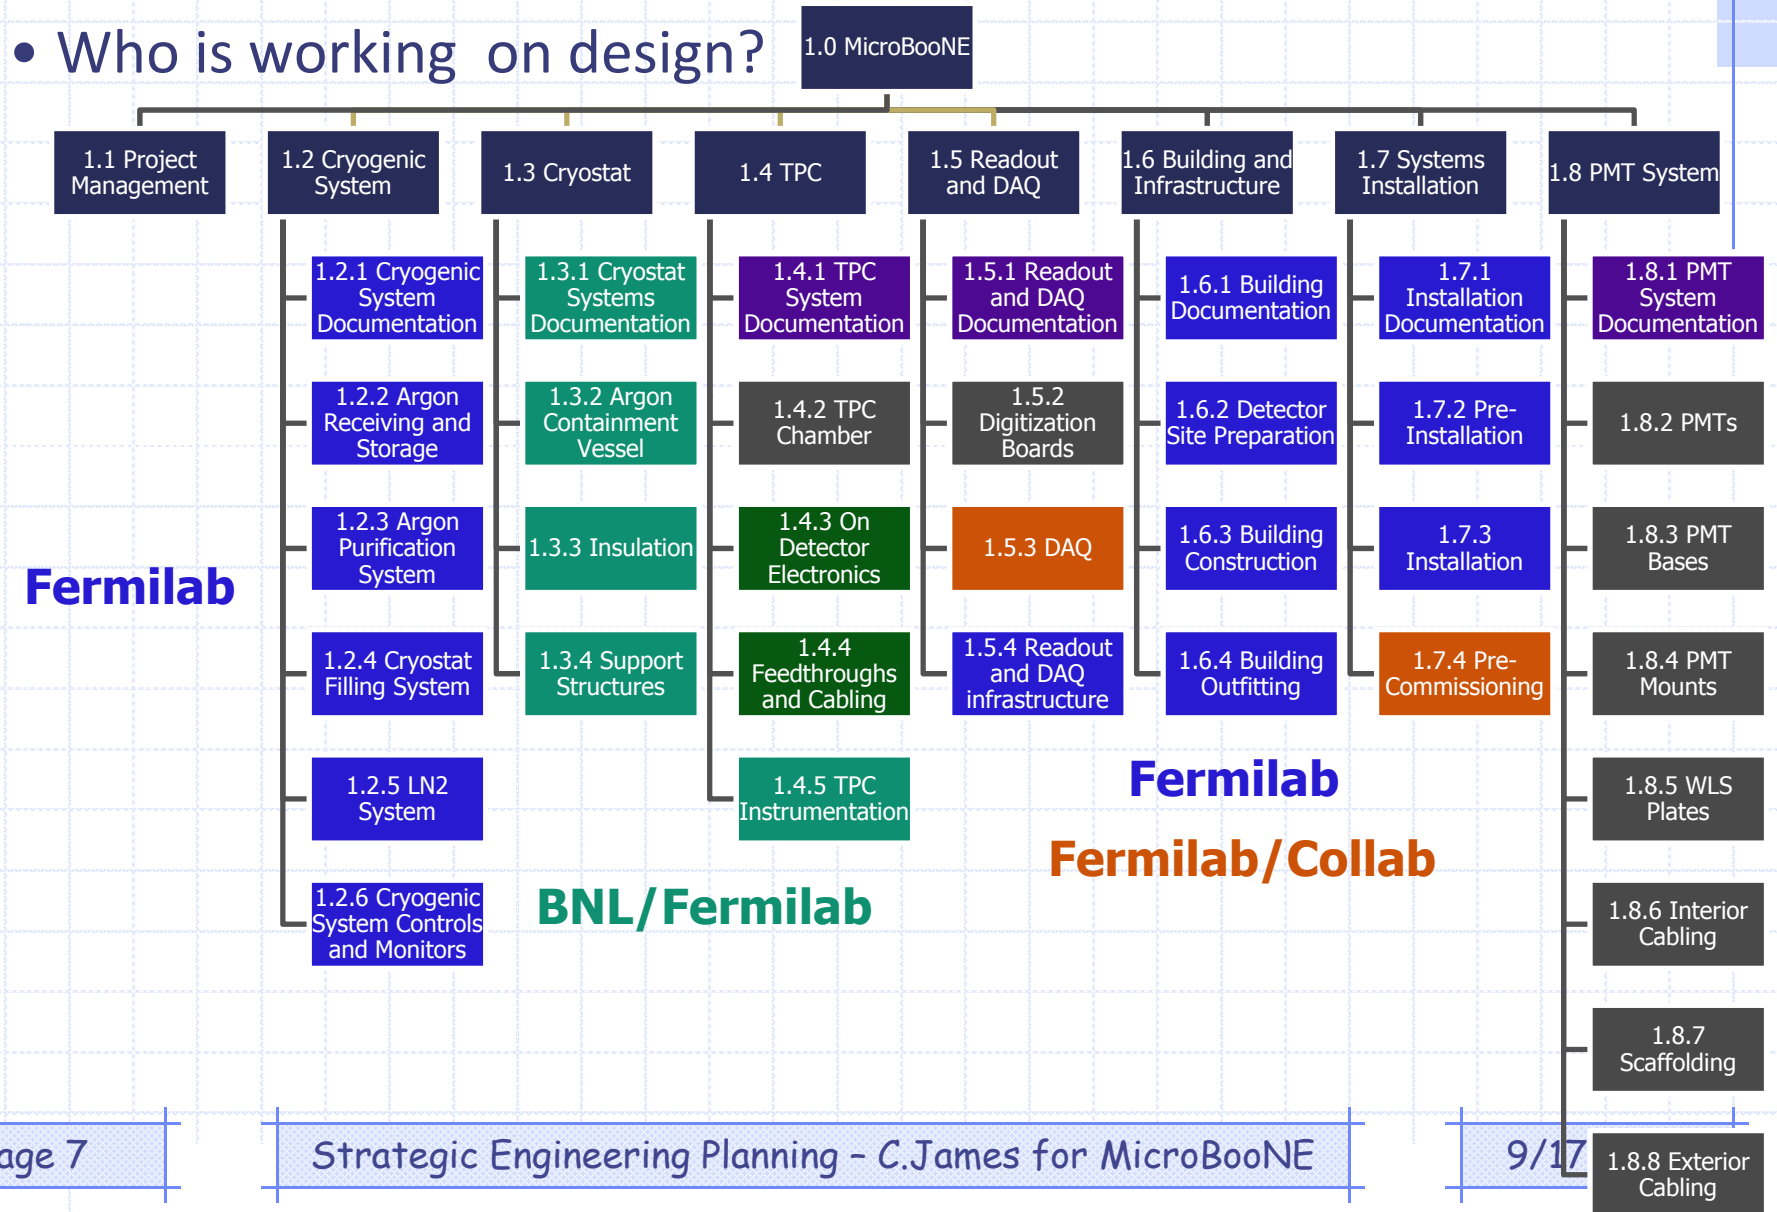 • Who is working  on design?
1.0 MicroBooNE
1.1 Project
Management
1.2 Cryogenic
System
1.3 Cryostat
1.4 TPC
1.5 Readout
and DAQ
1.6 Building and
Infrastructure
1.7 Systems
Installation
1.8 PMT System
1.2.1 Cryogenic
System
Documentation
1.2.2 Argon
Receiving and
Storage
1.2.3 Argon
Purification
System
1.2.4 Cryostat
Filling System
1.2.5 LN2
System
1.2.6 Cryogenic
System Controls
and Monitors
1.3.1 Cryostat
Systems
Documentation
1.3.2 Argon
Containment
Vessel
1.3.3 Insulation
1.3.4 Support
Structures
1.4.1 TPC
System
Documentation
1.4.2 TPC
Chamber
1.4.3 On
Detector
Electronics
1.4.4
Feedthroughs
and Cabling
1.4.5 TPC
Instrumentation
1.5.1 Readout
and DAQ
Documentation
1.5.2
Digitization
Boards
1.5.3 DAQ
1.5.4 Readout
and DAQ
infrastructure
1.6.1 Building
Documentation
1.6.2 Detector
Site Preparation
1.6.3 Building
Construction
1.6.4 Building
Outfitting
1.7.1
Installation
Documentation
1.7.2 Pre-
Installation
1.7.3
Installation
1.7.4 Pre-
Commissioning
1.8.1 PMT
System
Documentation
1.8.2 PMTs
1.8.3 PMT
Bases
1.8.4 PMT
Mounts
1.8.5 WLS
Plates
1.8.6 Interior
Cabling
1.8.7
Scaffolding
1.8.8 Exterior
Cabling
Fermilab
Fermilab
Fermilab/Collab
BNL/Fermilab
age 7
Strategic Engineering Planning – C.James for MicroBooNE
9/17